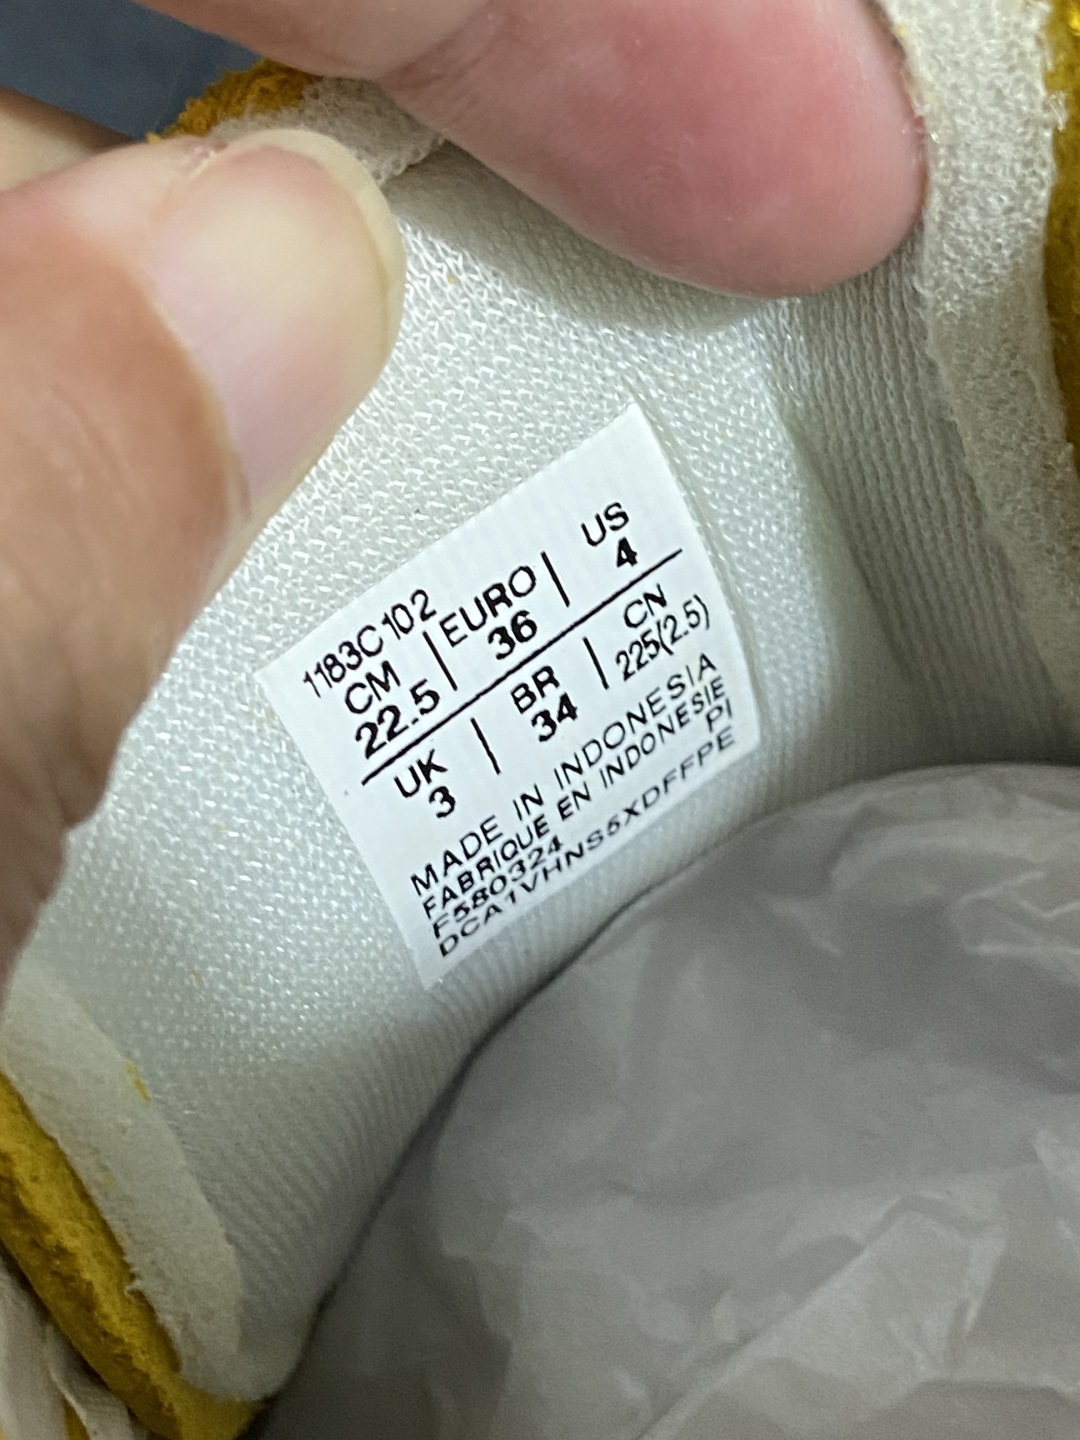 1183C102
CM | EURO | US
22.5 36 4
UK | BR | CN
3 34 225(2.5)
MADE IN INDONESIA
FABRIQUE EN INDONESIE
F580324 PI
DCA1VHNS5XDFFPE